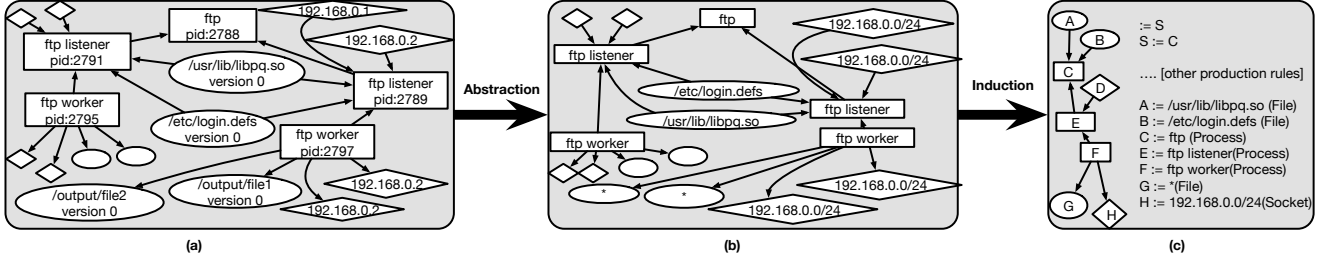 192.168.0.1
ftp
pid:2788
192.168.0.2
ftp listener
pid:2791
/usr/lib/libpq.so
version 0
ftp listener
pid:2789
ftp worker
pid:2795
/etc/login.defs
version 0
ftp worker
pid:2797
/output/file2
version 0
/output/file1
version 0
192.168.0.2
192.168.0.2
(a)
Abstraction
ftp
192.168.0.0/24
ftp listener
192.168.0.0/24
/etc/login.defs
ftp listener
/usr/lib/libpq.so
ftp worker
ftp worker
*
*
192.168.0.0/24
192.168.0.0/24
(b)
Induction
A
B
C
D
E
F
G
H
:= S
S := C
.... [other production rules]
A := /usr/lib/libpq.so (File)
B := /etc/login.defs (File)
C := ftp (Process)
E := ftp listener(Process)
F := ftp worker(Process)
G := *(File)
H := 192.168.0.0/24(Socket)
(c)